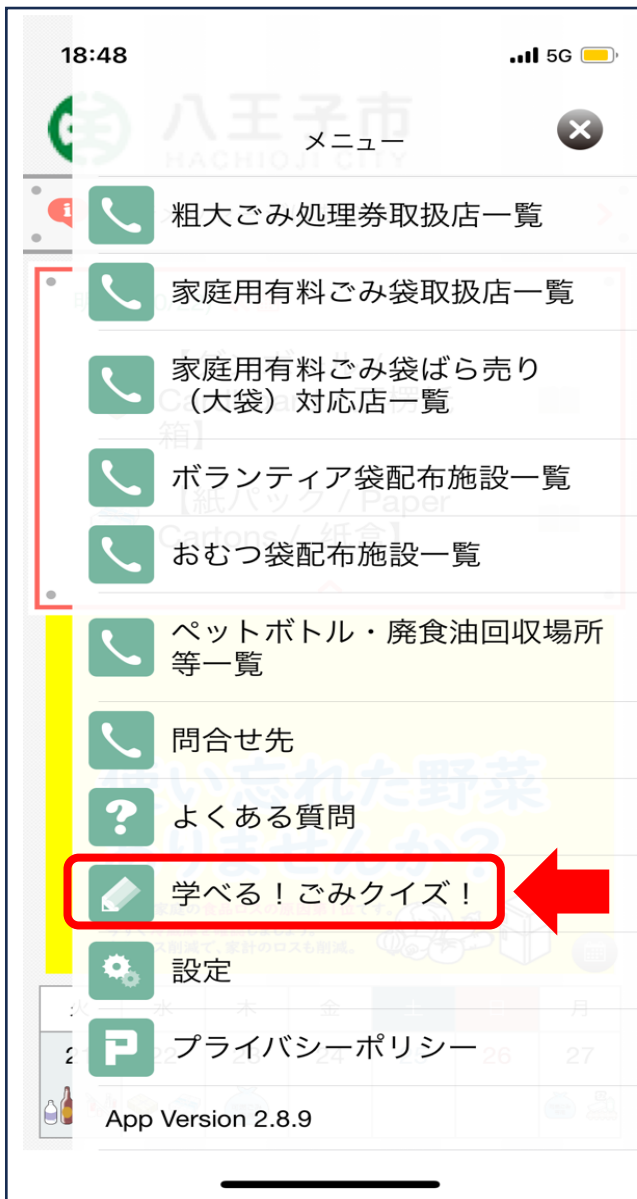 18:48
5G
八王子市
HACHIOJI CITY
メニュー
粗大ごみ処理券取扱店一覧
家庭用有料ごみ袋取扱店一覧
家庭用有料ごみ袋ばら売り
（大袋）対応店一覧
箱】
ボランティア袋配布施設一覧
【紙パック / Paper
Cartons / 纸盒】
おむつ袋配布施設一覧
ペットボトル・廃食油回収場所
等一覧
問合せ先
使い忘れた野菜
よくある質問
ありませんか？
学べる！ごみクイズ！
設定
火 水 木 金 土 日 月
プライバシーポリシー
21 22 23 24 26 27
App Version 2.8.9